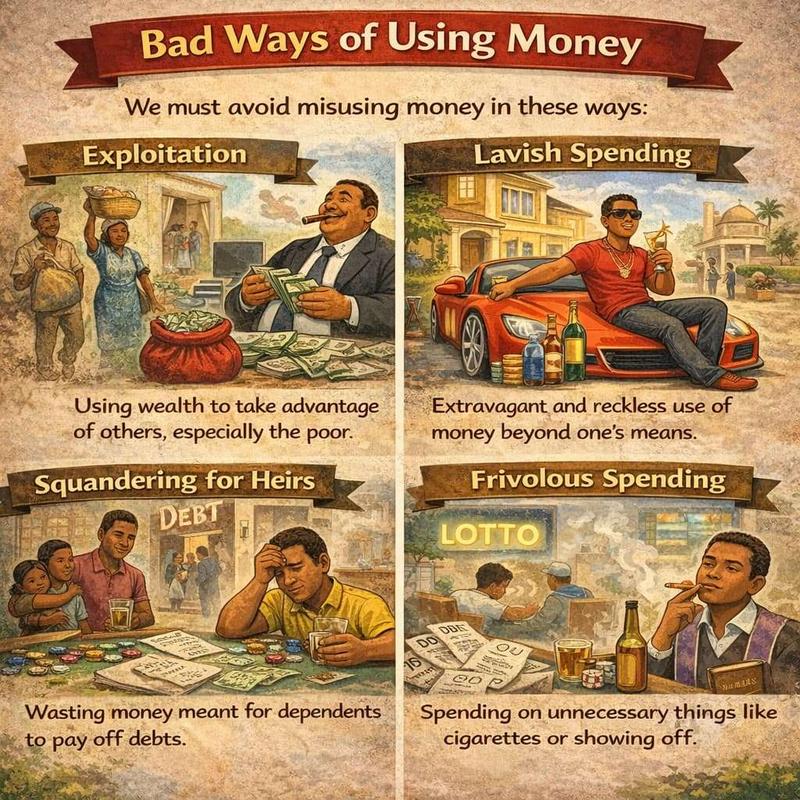 Bad Ways of Using Money
We must avoid misusing money in these ways:
Exploitation
Using wealth to take advantage
of others, especially the poor.
Lavish Spending
Extravagant and reckless use of
money beyond one's means.
Squandering for Heirs
DEBT
Wasting money meant for dependents
to pay off debts.
Frivolous Spending
LOTTO
Spending on unnecessary things like
cigarettes or showing off.